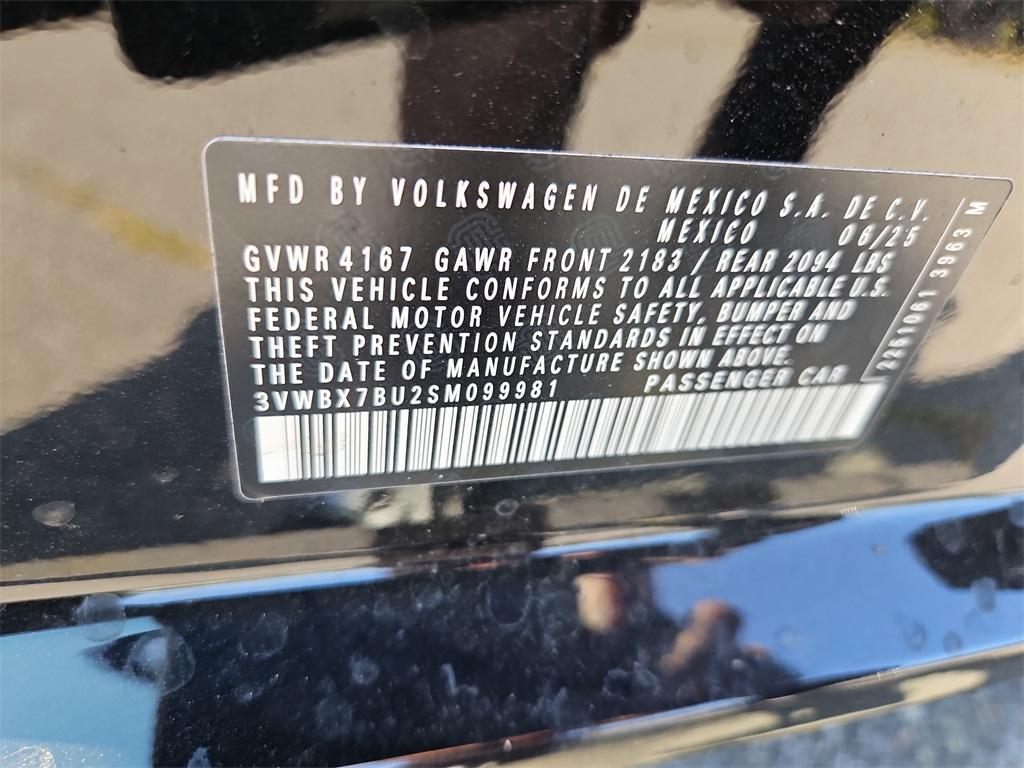 MFD BY VOLKSWAGEN DE MEXICO S.A. DE C.V.
MEXICO 06/25
GVWR 4167 GAWR FRONT 2183 / REAR 2094 LBS
THIS VEHICLE CONFORMS TO ALL APPLICABLE U.S.
FEDERAL MOTOR VEHICLE SAFETY, BUMPER AND
THEFT PREVENTION STANDARDS IN EFFECT ON
THE DATE OF MANUFACTURE SHOWN ABOVE.
3VWBX7BU2SM099981 PASSENGER CAR
2251061 3963 M